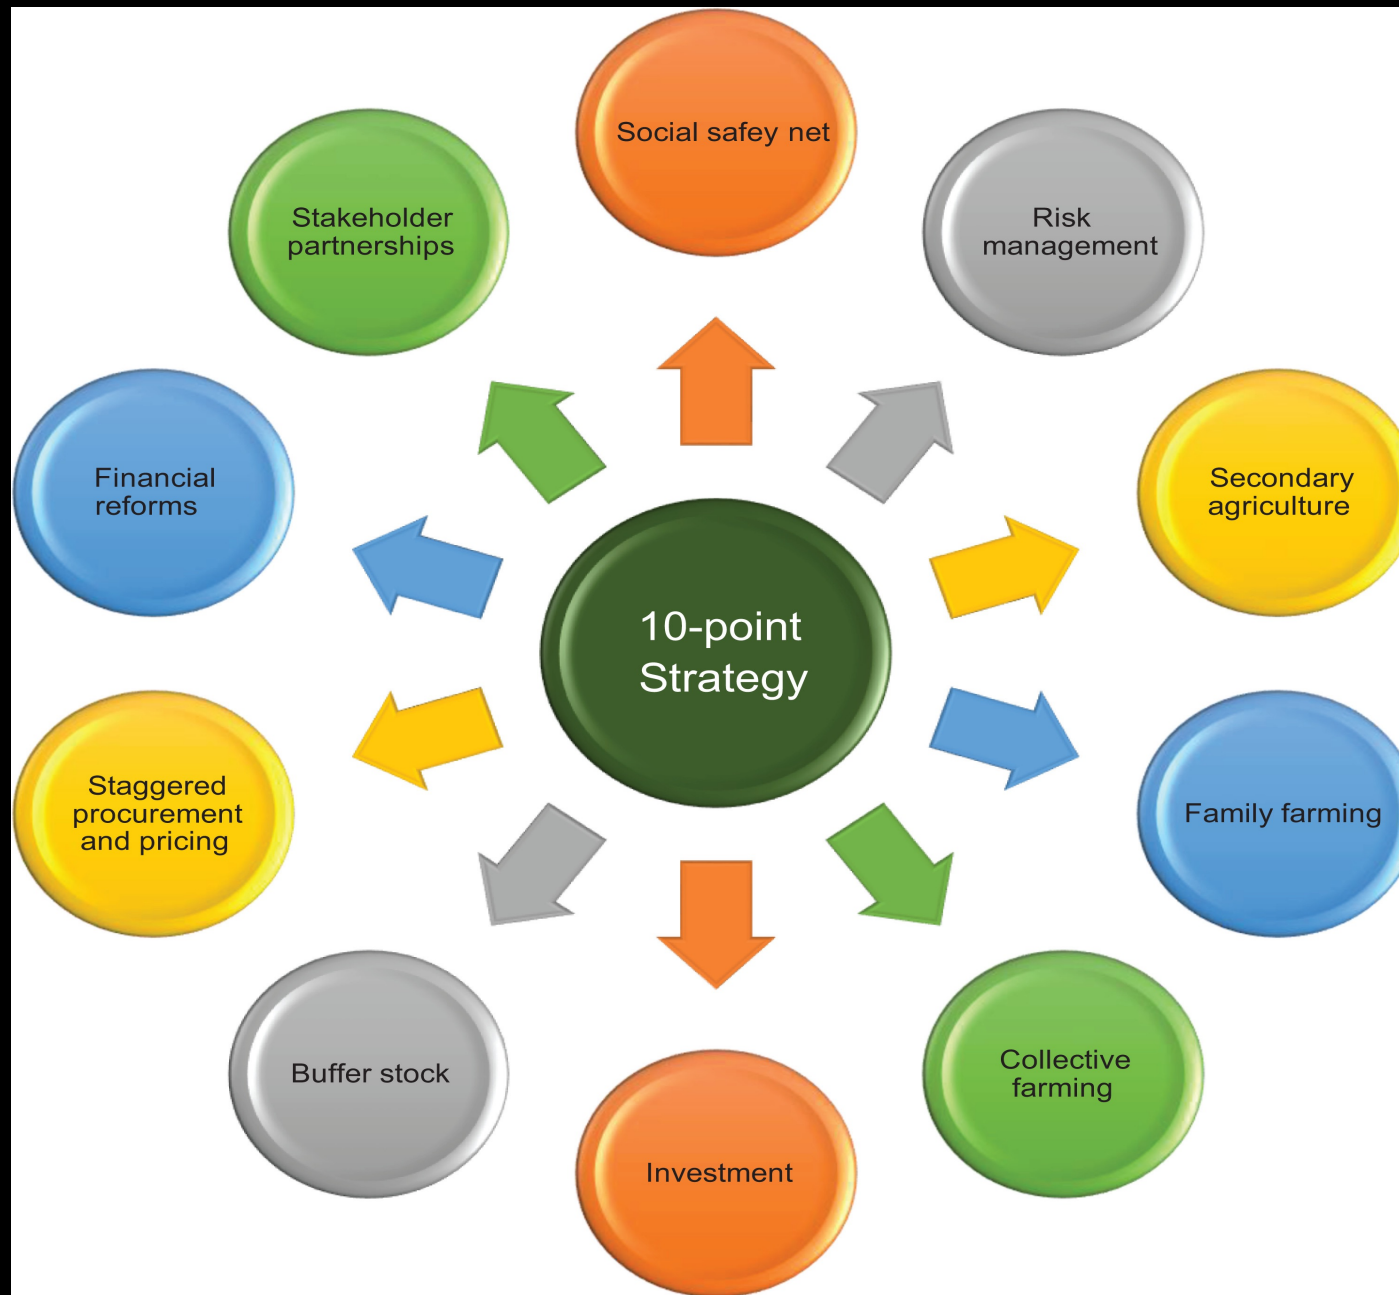 Social safey net
Risk
management
Secondary
agriculture
Family farming
Collective
farming
Investment
Buffer stock
Staggered
procurement
and pricing
Financial
reforms
Stakeholder
partnerships
10-point
Strategy